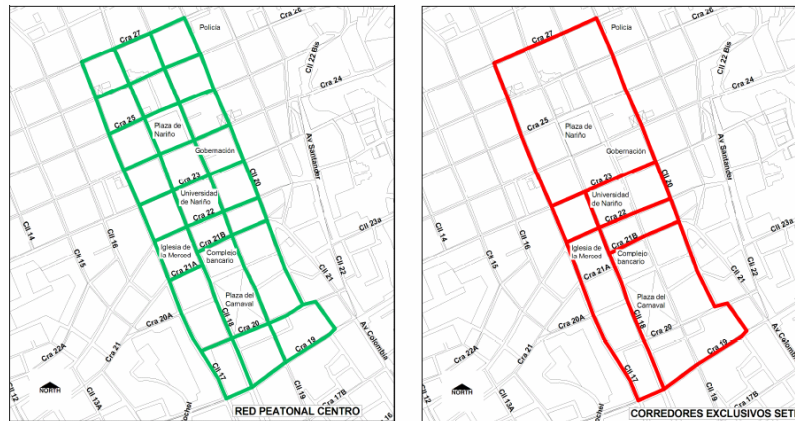 Policía
Cra 26
Cra 27
Cll 22 Bis
Cra 24
Cra 25
Plaza de
Nariño
Gobernación
Av Santander
Cra 23
Cll 20
Universidad
de Nariño
Cra 22
Cll 23a
Cll 14
Cll 15
Cll 16
Iglesia de
la Merced
Cra 21B
Complejo
bancario
Cra 21A
Cll 22
Cll 21
Plaza del
Carnaval
Cra 20A
Cll 18
Cra 20
Cra 21
Cra 19
Av Colombia
Cra 22A
Cll 17
NORTH
Cll 12
Cll 13A
Cll 19
Cra 17B
16
RED PEATONAL CENTRO
Policía
Cra 26
Cra 27
Cll 22 Bis
Cra 24
Cra 25
Plaza de
Nariño
Gobernación
Av Santander
Cra 23
Cll 20
Universidad
de Nariño
Cra 22
Cll 23a
Cll 14
Cll 15
Cll 16
Iglesia de
la Merced
Cra 21B
Complejo
bancario
Cra 21A
Cll 22
Cll 21
Plaza del
Carnaval
Cra 20A
Cll 18
Cra 20
Cra 21
Cra 19
Av Colombia
Cra 22A
Cll 17
NORTH
Cll 12
Cll 13A
Cll 19
Cra 17B
CORREDORES EXCLUSIVOS